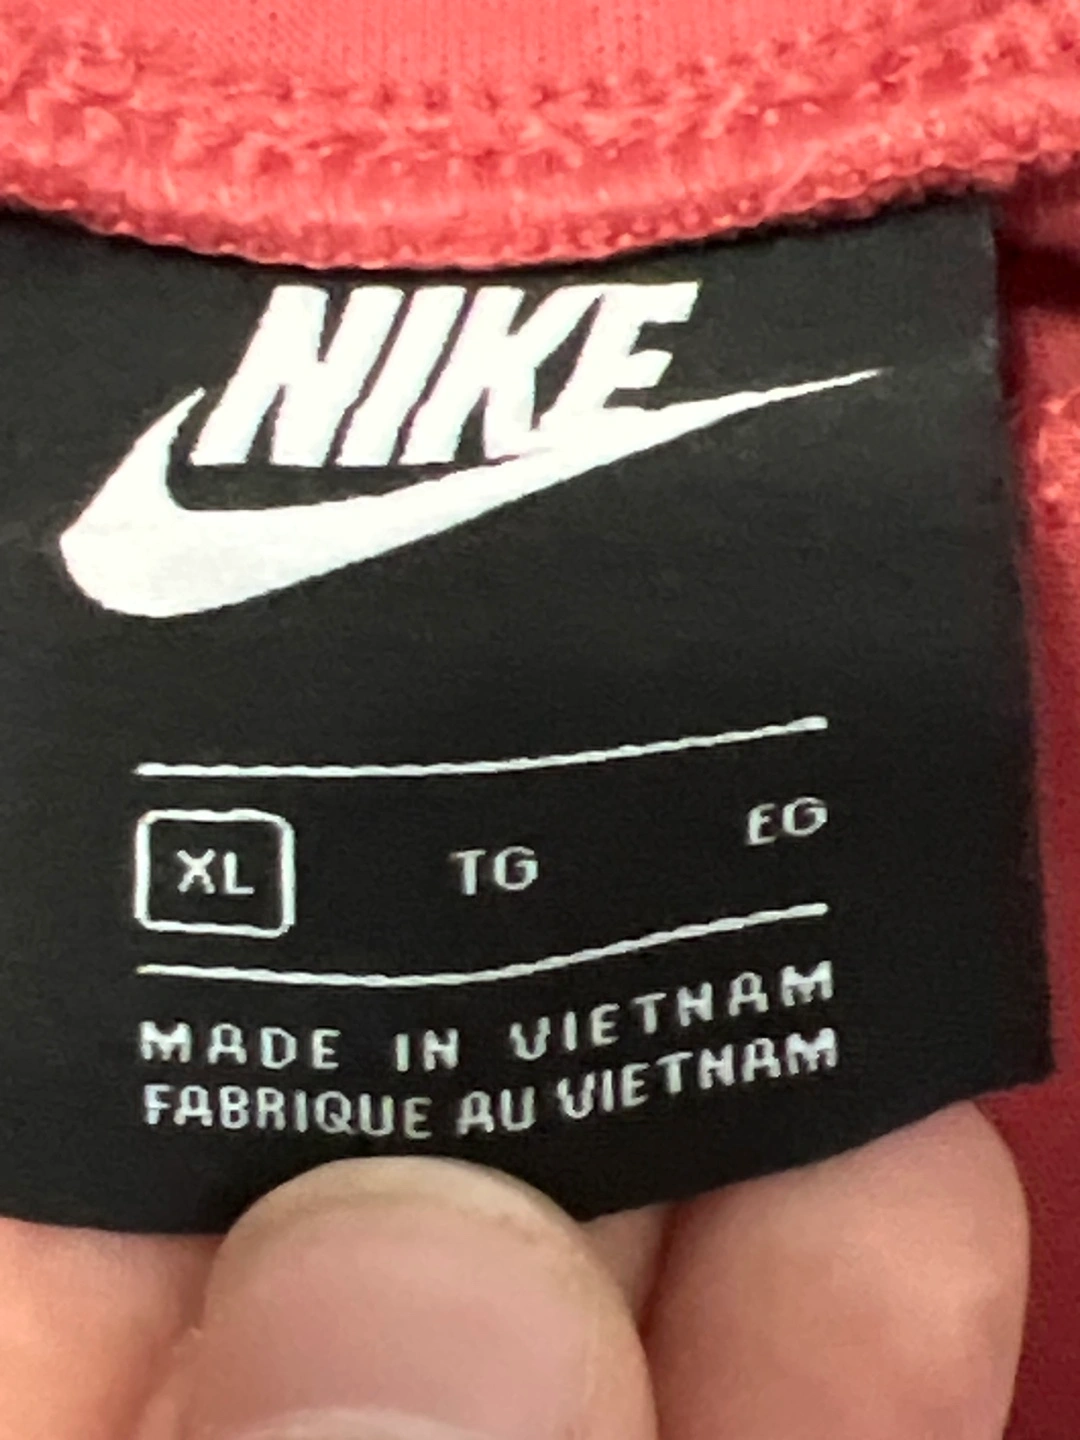 NIKE
XL TG EG
MADE IN VIETNAM
FABRIQUE AU VIETNAM